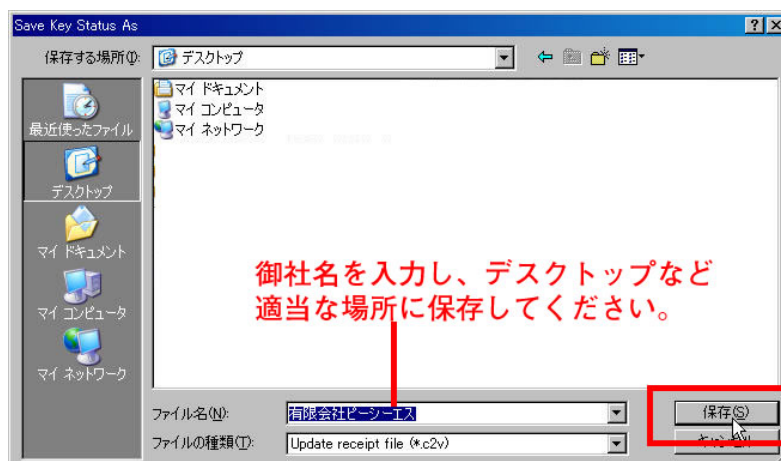 Save Key Status As
保存する場所(I):
デスクトップ
マイ ドキュメント
マイ コンピュータ
マイ ネットワーク
最近使ったファイル
デスクトップ
マイ ドキュメント
マイ コンピュータ
マイ ネットワーク
御社名を入力し、デスクトップなど
適当な場所に保存してください。
ファイル名(N):
有限会社ピーシーエス
保存(S)
ファイルの種類(T):
Update receipt file (*.c2v)
キャンセル